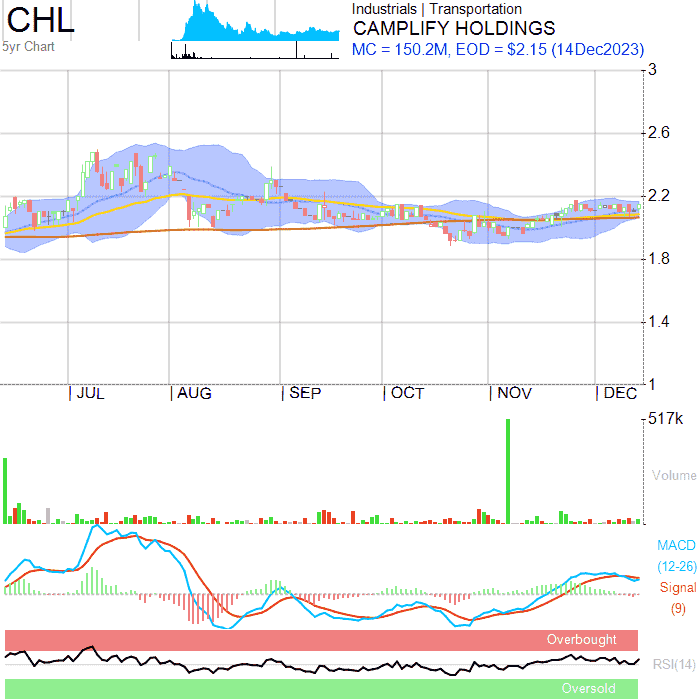 CHL
5yr Chart
Industrials | Transportation
CAMPLIFY HOLDINGS
MC = 150.2M, EOD = $2.15 (14Dec2023)
3
2.6
2.2
1.8
1.4
1
JUL AUG SEP OCT NOV DEC
517k
Volume
MACD
(12-26)
Signal
(9)
Overbought
RSI(14)
Oversold